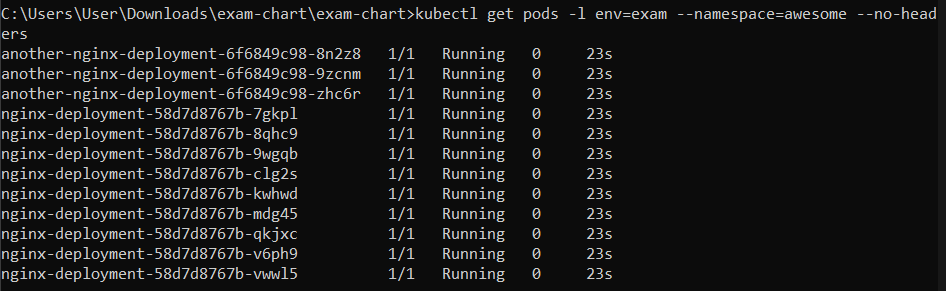 C:\Users\User\Downloads\exam-chart\exam-chart>kubectl get pods -l env=exam --namespace=awesome --no-head
ers
another-nginx-deployment-6f6849c98-8n2z8   1/1   Running   0     23s
another-nginx-deployment-6f6849c98-9zcnm   1/1   Running   0     23s
another-nginx-deployment-6f6849c98-zhc6r   1/1   Running   0     23s
nginx-deployment-58d7d8767b-7gkpl          1/1   Running   0     23s
nginx-deployment-58d7d8767b-8qhc9          1/1   Running   0     23s
nginx-deployment-58d7d8767b-9wgqb          1/1   Running   0     23s
nginx-deployment-58d7d8767b-clg2s          1/1   Running   0     23s
nginx-deployment-58d7d8767b-kwhwd          1/1   Running   0     23s
nginx-deployment-58d7d8767b-mdg45          1/1   Running   0     23s
nginx-deployment-58d7d8767b-qkjxc          1/1   Running   0     23s
nginx-deployment-58d7d8767b-v6ph9          1/1   Running   0     23s
nginx-deployment-58d7d8767b-vwwl5          1/1   Running   0     23s